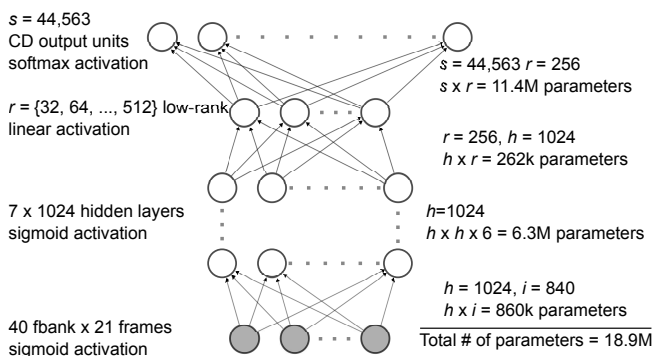 s = 44,563
CD output units
softmax activation
s = 44,563 r = 256
s x r = 11.4M parameters
r = {32, 64, ..., 512} low-rank
linear activation
r = 256, h = 1024
h x r = 262k parameters
7 x 1024 hidden layers
sigmoid activation
h=1024
h x h x 6 = 6.3M parameters
h = 1024, i = 840
h x i = 860k parameters
40 fbank x 21 frames
sigmoid activation
Total # of parameters = 18.9M